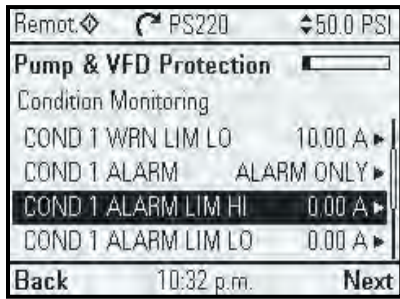 Remot. PS220 50.0 PSI
Pump & VFD Protection
Condition Monitoring
COND 1 WRN LIM LO 10.00 A
COND 1 ALARM ALARM ONLY
COND 1 ALARM LIM HI 0.00 A
COND 1 ALARM LIM LO 0.00 A
Back 10:32 p.m. Next